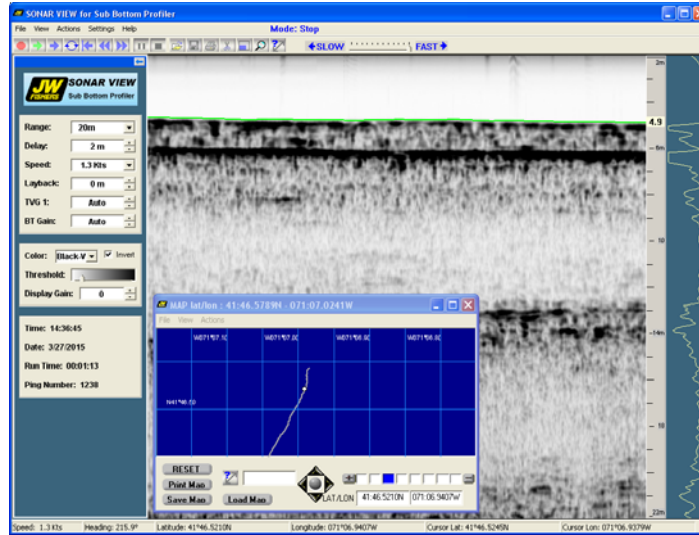 SONAR VIEW for Sub Bottom Profiler
File View Actions Settings Help
Mode: Stop
SLOW FAST
JW FISHERS
SONAR VIEW
Sub Bottom Profiler
Range: 20m
Delay: 2 m
Speed: 1.3 Kts
Layback: 0 m
TVG 1: Auto
BT Gain: Auto
Color: Black-V Invert
Threshold:
Display Gain: 0
Time: 14:36:45
Date: 3/27/2015
Run Time: 00:01:13
Ping Number: 1238
2m
4.9
6m
10
14m
18
22m
MAP lat/lon : 41:46.5789N - 071:07.0241W
File View Actions
RESET
Print Map
Save Map
Load Map
LAT/LON 41:46.5210N 071:06.9407W
Speed: 1.3 Kts Heading: 215.9° Latitude: 41°46.5210N Longitude: 071°06.9407W Cursor Lat: 41°46.5245N Cursor Lon: 071°06.9379W